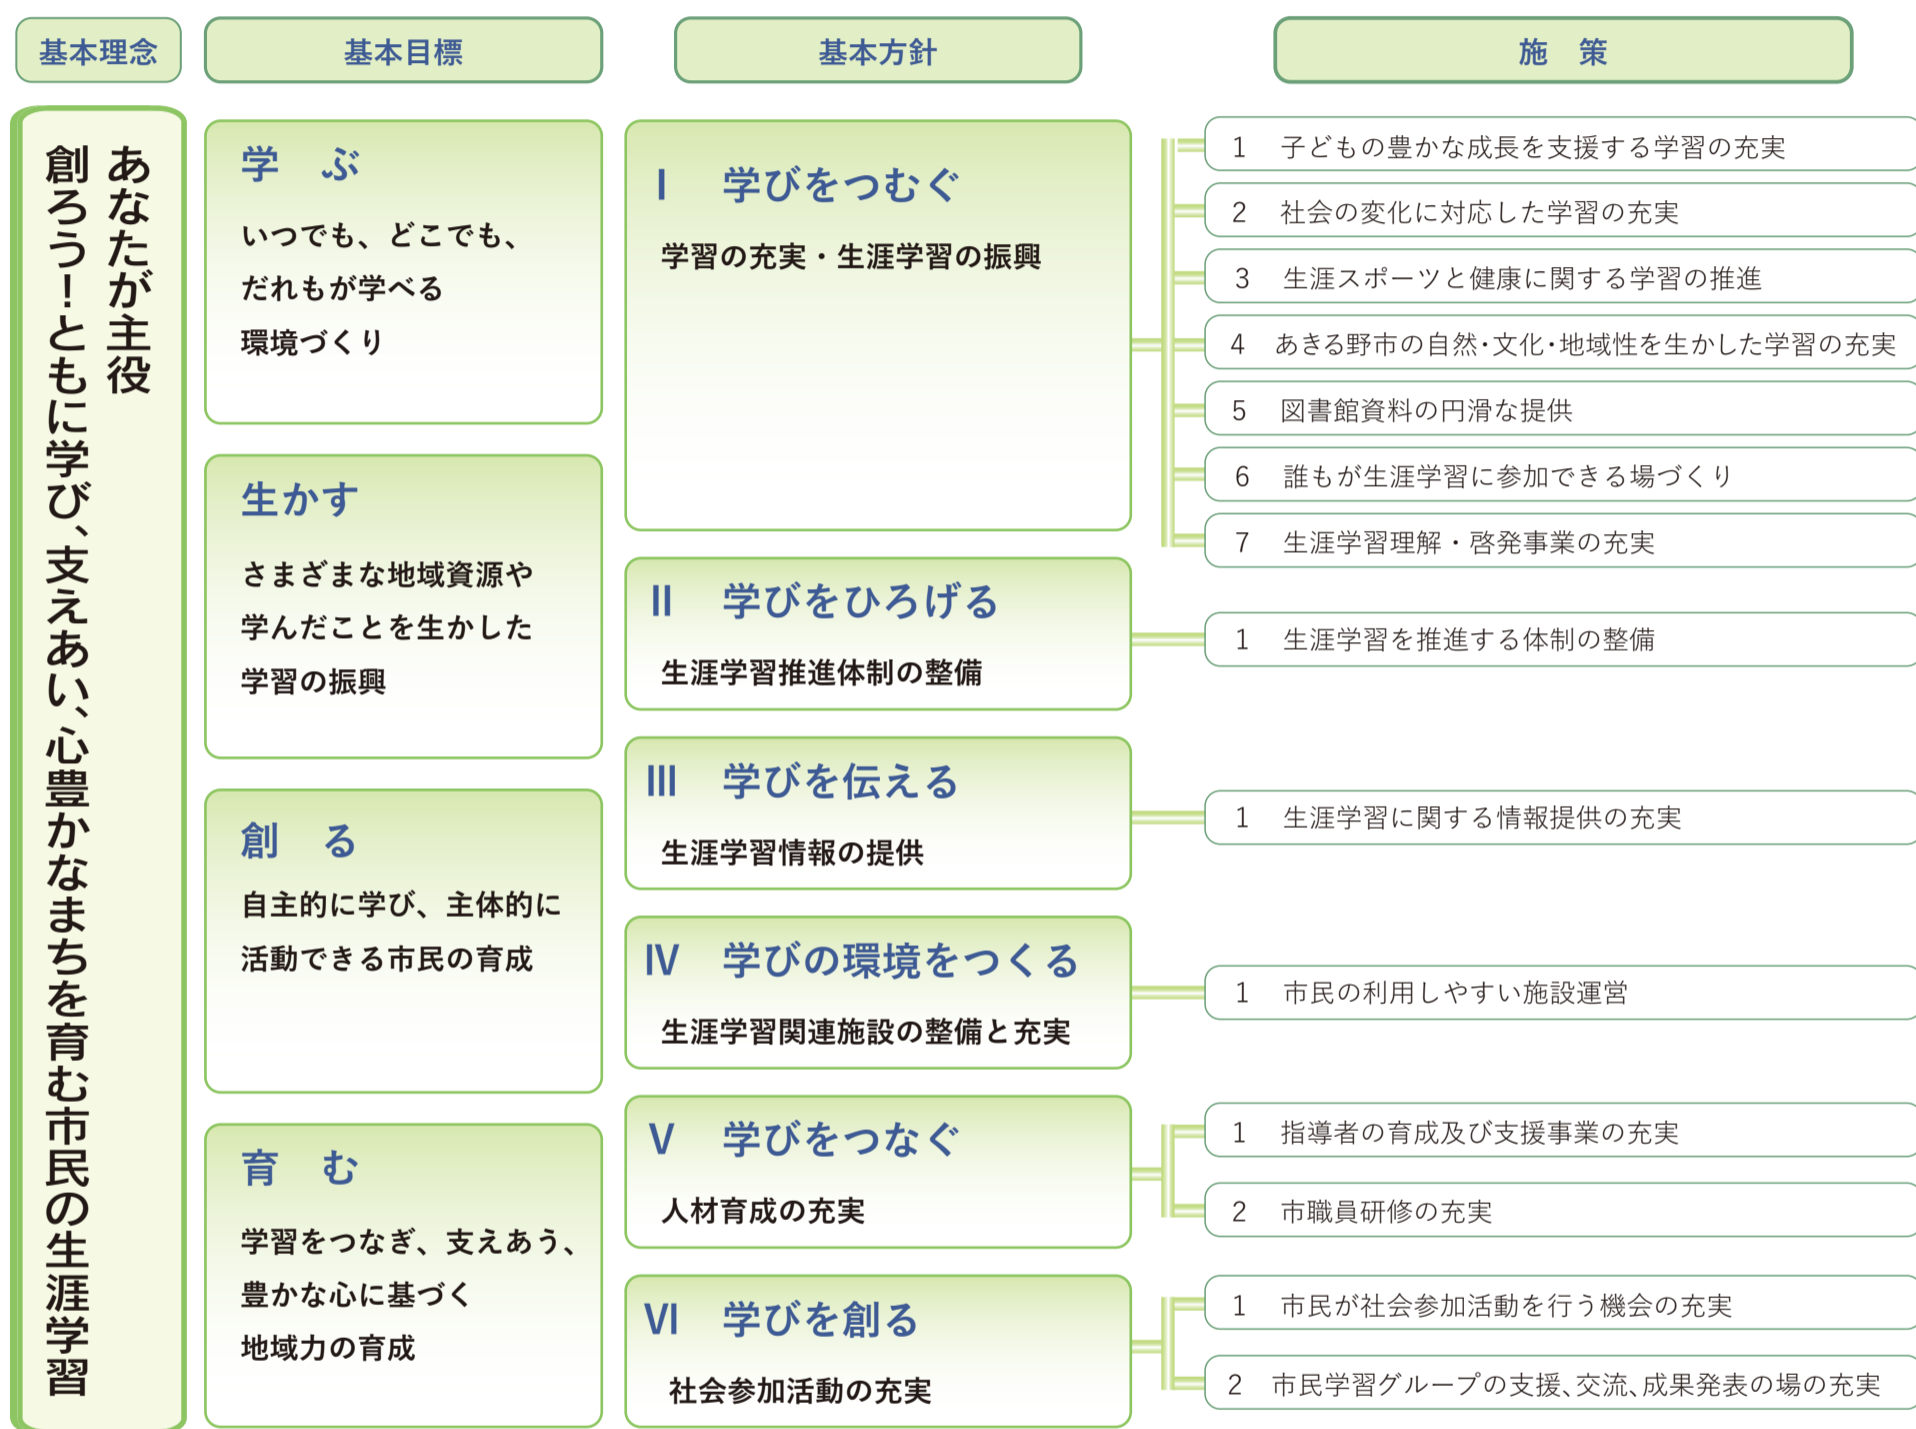 基本理念
基本目標
基本方針
施　策
あなたが主役
創ろう！ともに学び、支えあい、心豊かなまちを育む市民の生涯学習
学　ぶ
いつでも、どこでも、
だれもが学べる
環境づくり
生かす
さまざまな地域資源や
学んだことを生かした
学習の振興
創　る
自主的に学び、主体的に
活動できる市民の育成
育　む
学習をつなぎ、支えあう、
豊かな心に基づく
地域力の育成
Ⅰ　学びをつむぐ
学習の充実・生涯学習の振興
1　子どもの豊かな成長を支援する学習の充実
2　社会の変化に対応した学習の充実
3　生涯スポーツと健康に関する学習の推進
4　あきる野市の自然・文化・地域性を生かした学習の充実
5　図書館資料の円滑な提供
6　誰もが生涯学習に参加できる場づくり
7　生涯学習理解・啓発事業の充実
Ⅱ　学びをひろげる
生涯学習推進体制の整備
1　生涯学習を推進する体制の整備
Ⅲ　学びを伝える
生涯学習情報の提供
1　生涯学習に関する情報提供の充実
Ⅳ　学びの環境をつくる
生涯学習関連施設の整備と充実
1　市民の利用しやすい施設運営
Ⅴ　学びをつなぐ
人材育成の充実
1　指導者の育成及び支援事業の充実
2　市職員研修の充実
Ⅵ　学びを創る
社会参加活動の充実
1　市民が社会参加活動を行う機会の充実
2　市民学習グループの支援、交流、成果発表の場の充実